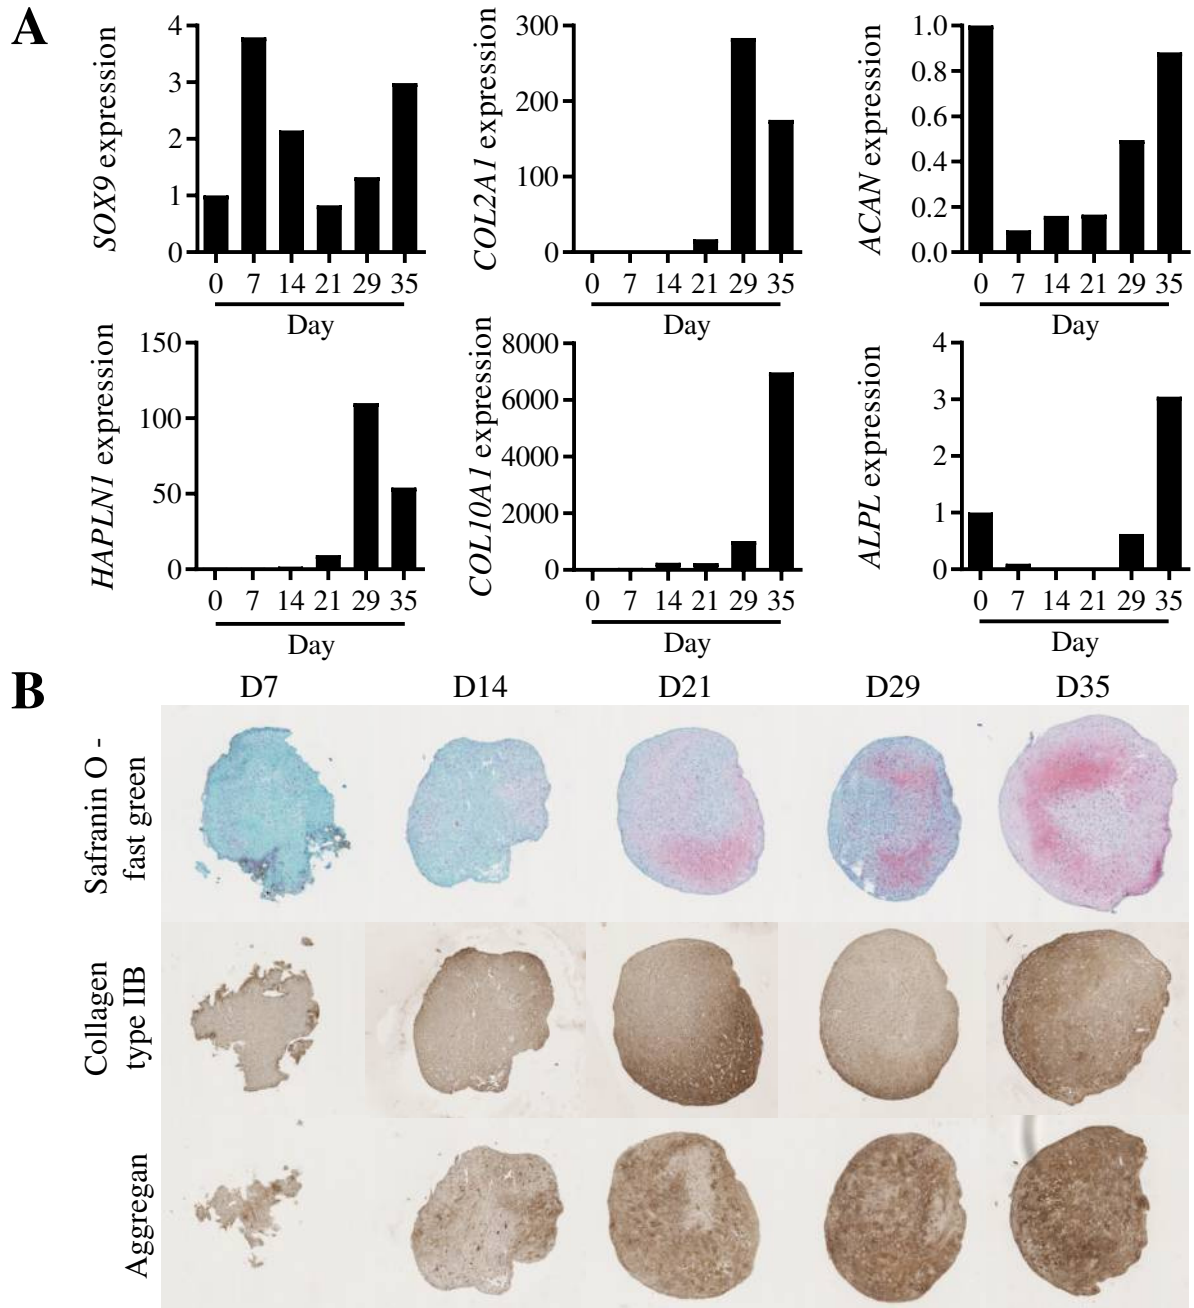 A
SOX9 expression
4
3
2
1
0
0 7 14 21 29 35
Day
COL2A1 expression
300
200
100
0
0 7 14 21 29 35
Day
ACAN expression
1.0
0.8
0.6
0.4
0.2
0.0
0 7 14 21 29 35
Day
HAPLN1 expression
150
100
50
0
0 7 14 21 29 35
Day
COL10A1 expression
8000
6000
4000
2000
0
0 7 14 21 29 35
Day
ALPL expression
4
3
2
1
0
0 7 14 21 29 35
Day
B
D7 D14 D21 D29 D35
Safranin O -
fast green
Collagen
type IIB
Aggregan